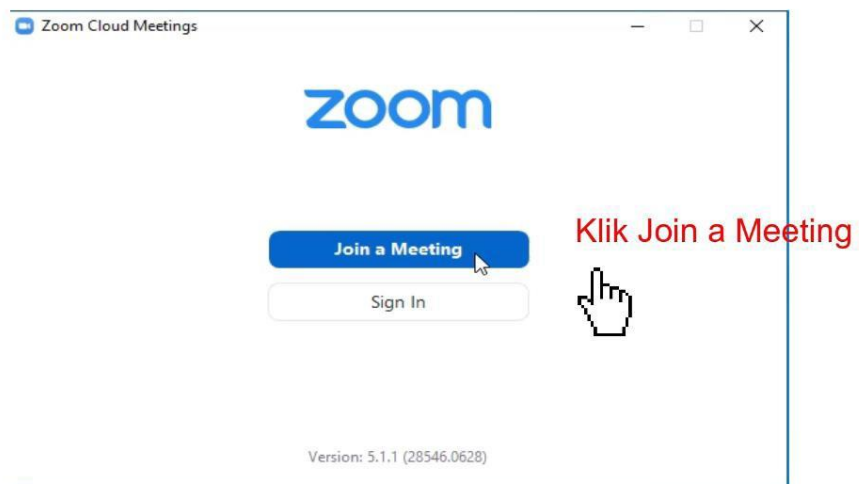 Zoom Cloud Meetings
zoom
Join a Meeting
Klik Join a Meeting
Sign In
Version: 5.1.1 (28546.0628)